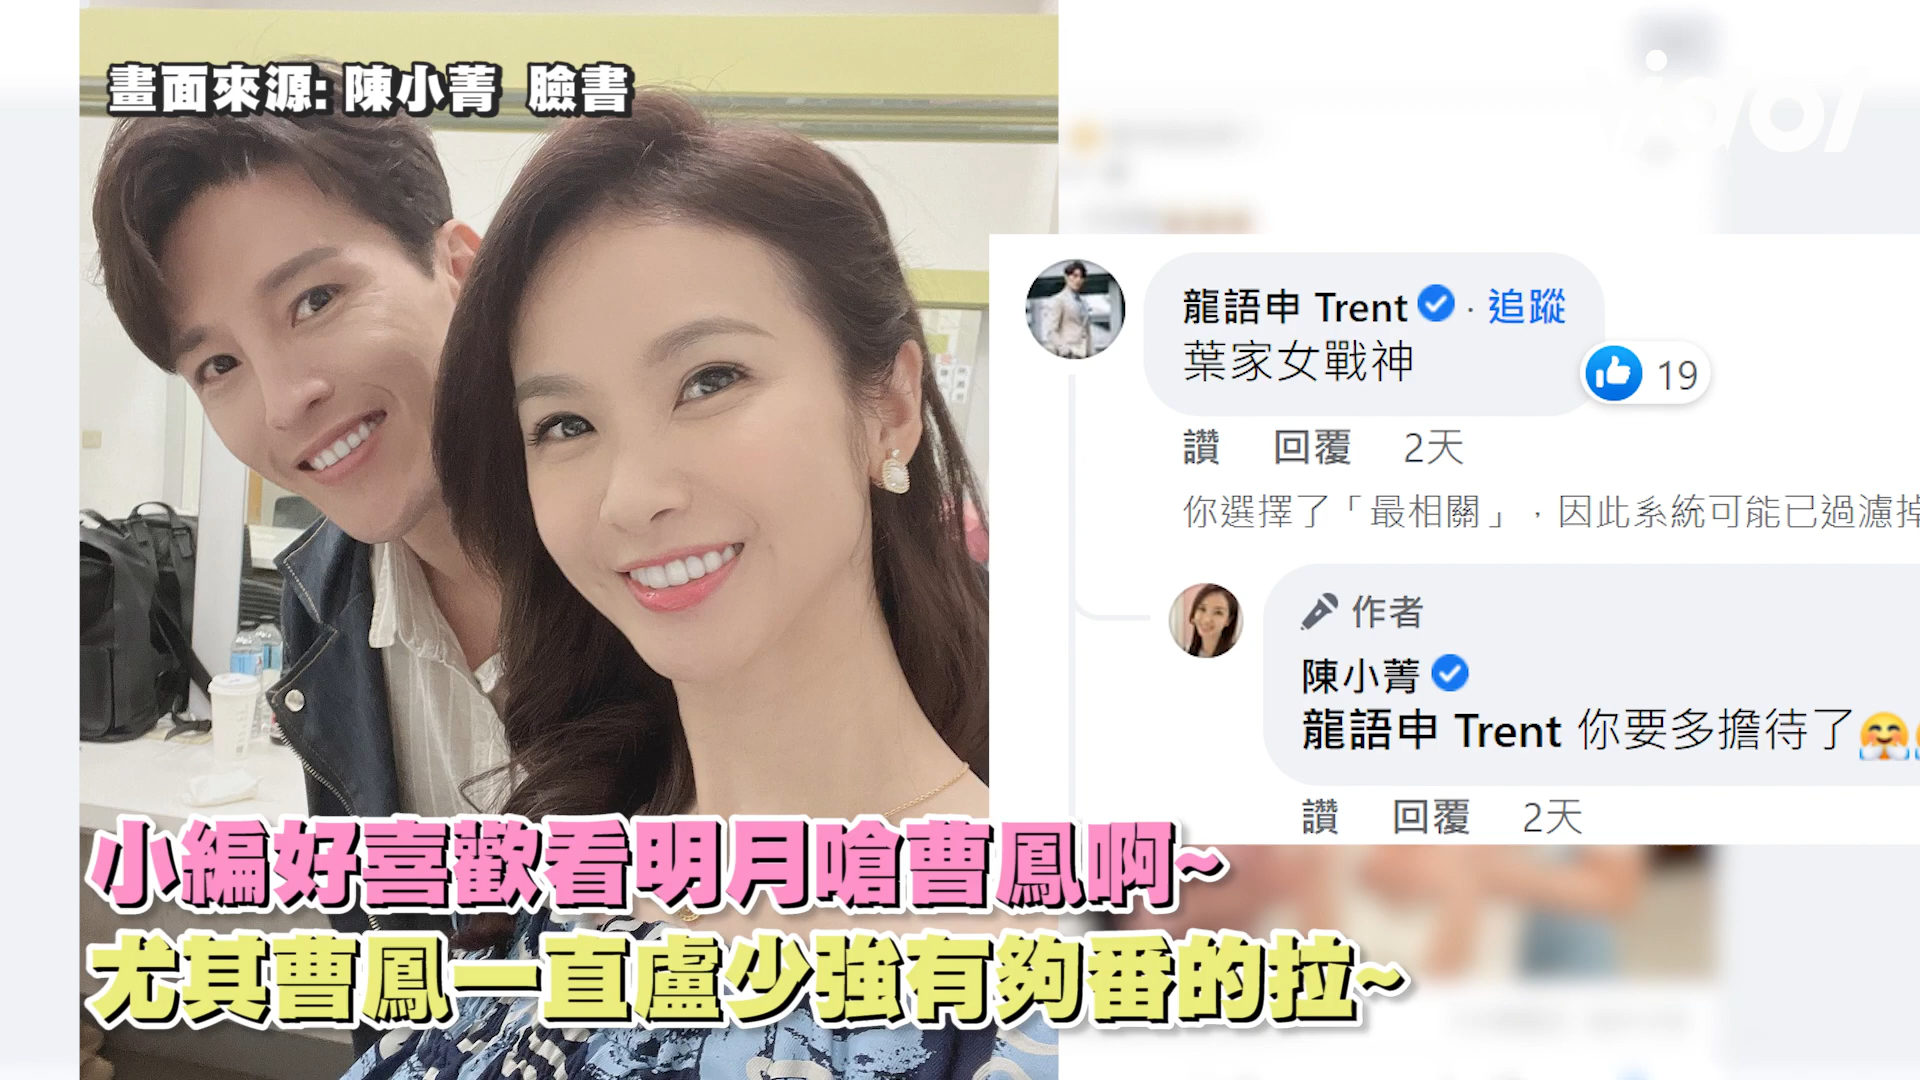 畫面來源: 陳小菁 臉書
idol
龍語申 Trent · 追蹤
葉家女戰神
19
讚 回覆 2天
你選擇了「最相關」，因此系統可能已過濾掉
作者
陳小菁
龍語申 Trent 你要多擔待了🤗
讚 回覆 2天
小編好喜歡看明月嗆曹鳳啊~
尤其曹鳳一直盧少強有夠番的拉~